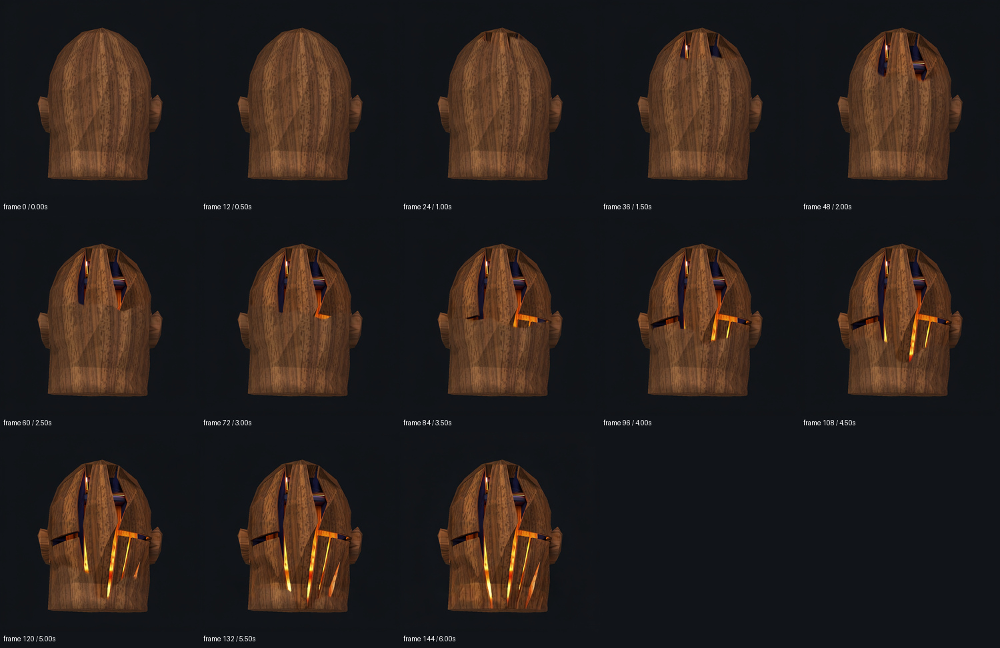 frame 0 / 0.00s
frame 12 / 0.50s
frame 24 / 1.00s
frame 36 / 1.50s
frame 48 / 2.00s
frame 60 / 2.50s
frame 72 / 3.00s
frame 84 / 3.50s
frame 96 / 4.00s
frame 108 / 4.50s
frame 120 / 5.00s
frame 132 / 5.50s
frame 144 / 6.00s